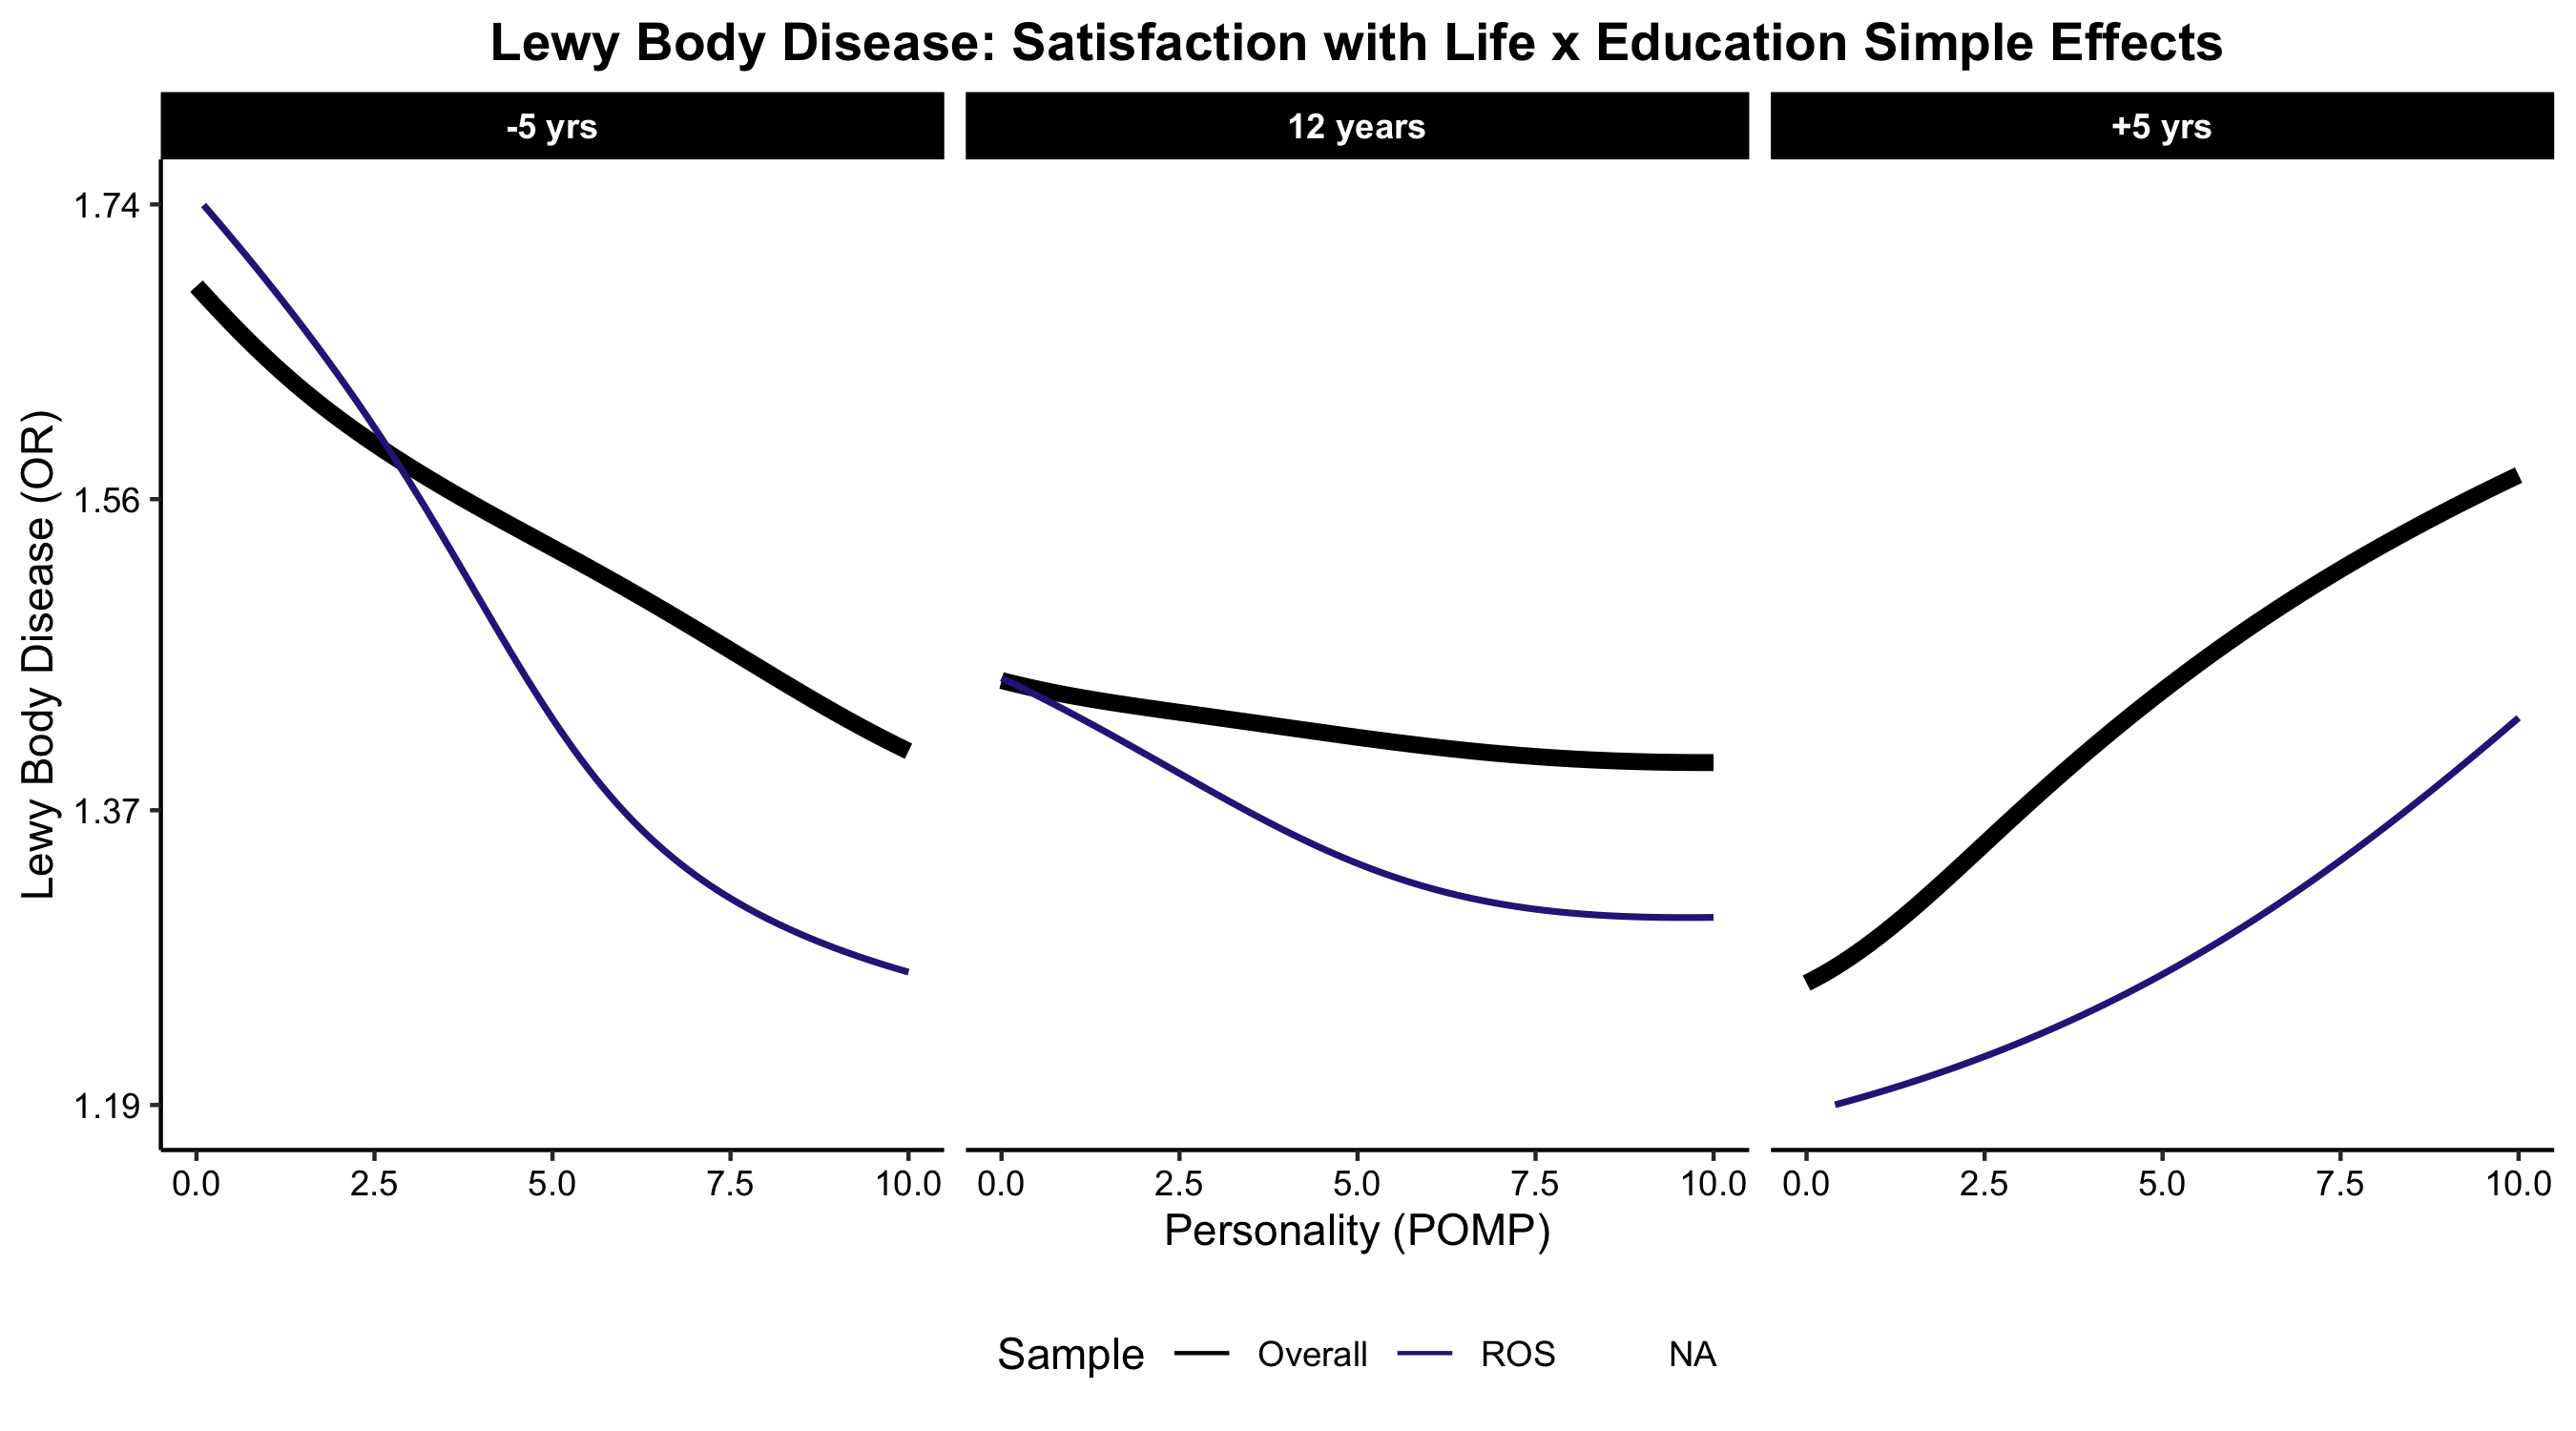 Lewy Body Disease: Satisfaction with Life x Education Simple Effects
-5 yrs
12 years
+5 yrs
Lewy Body Disease (OR)
1.74
1.56
1.37
1.19
0.0 2.5 5.0 7.5 10.0
0.0 2.5 5.0 7.5 10.0
0.0 2.5 5.0 7.5 10.0
Personality (POMP)
Sample Overall ROS NA